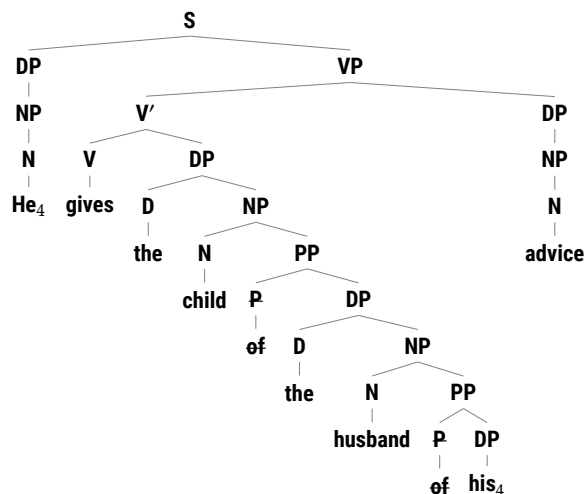 S
DP VP
NP V′ DP
N V DP NP
He₄ gives D NP N
the N PP advice
child P DP
of D NP
the N PP
husband P DP
of his₄